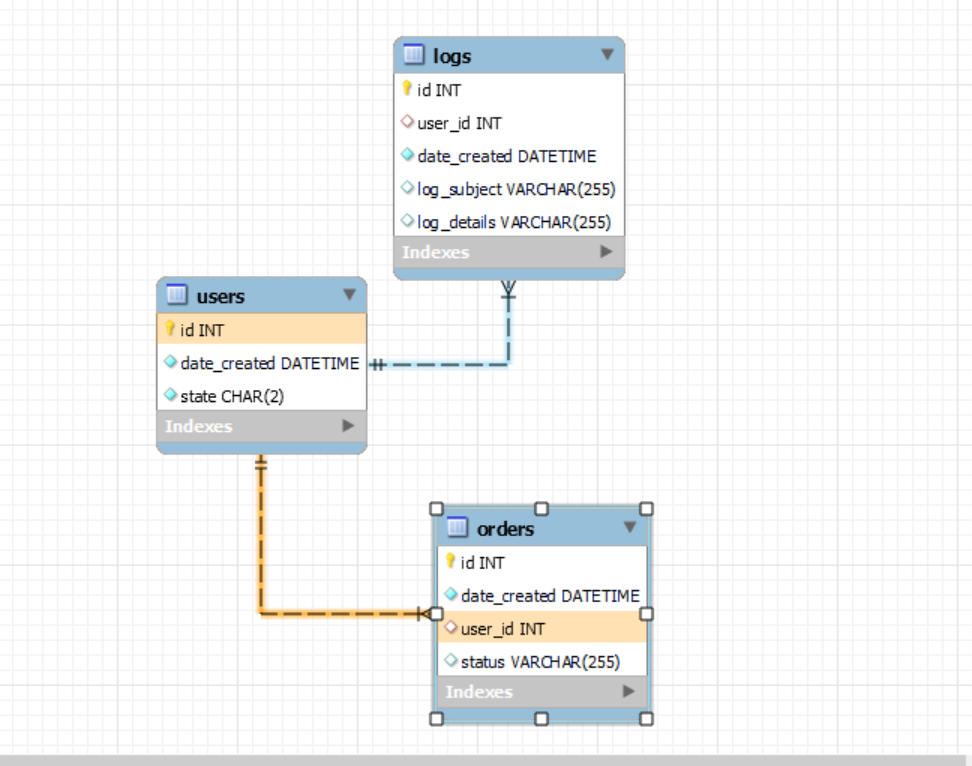 logs
id INT
user_id INT
date_created DATETIME
log_subject VARCHAR(255)
log_details VARCHAR(255)
Indexes
users
id INT
date_created DATETIME
state CHAR(2)
Indexes
orders
id INT
date_created DATETIME
user_id INT
status VARCHAR(255)
Indexes